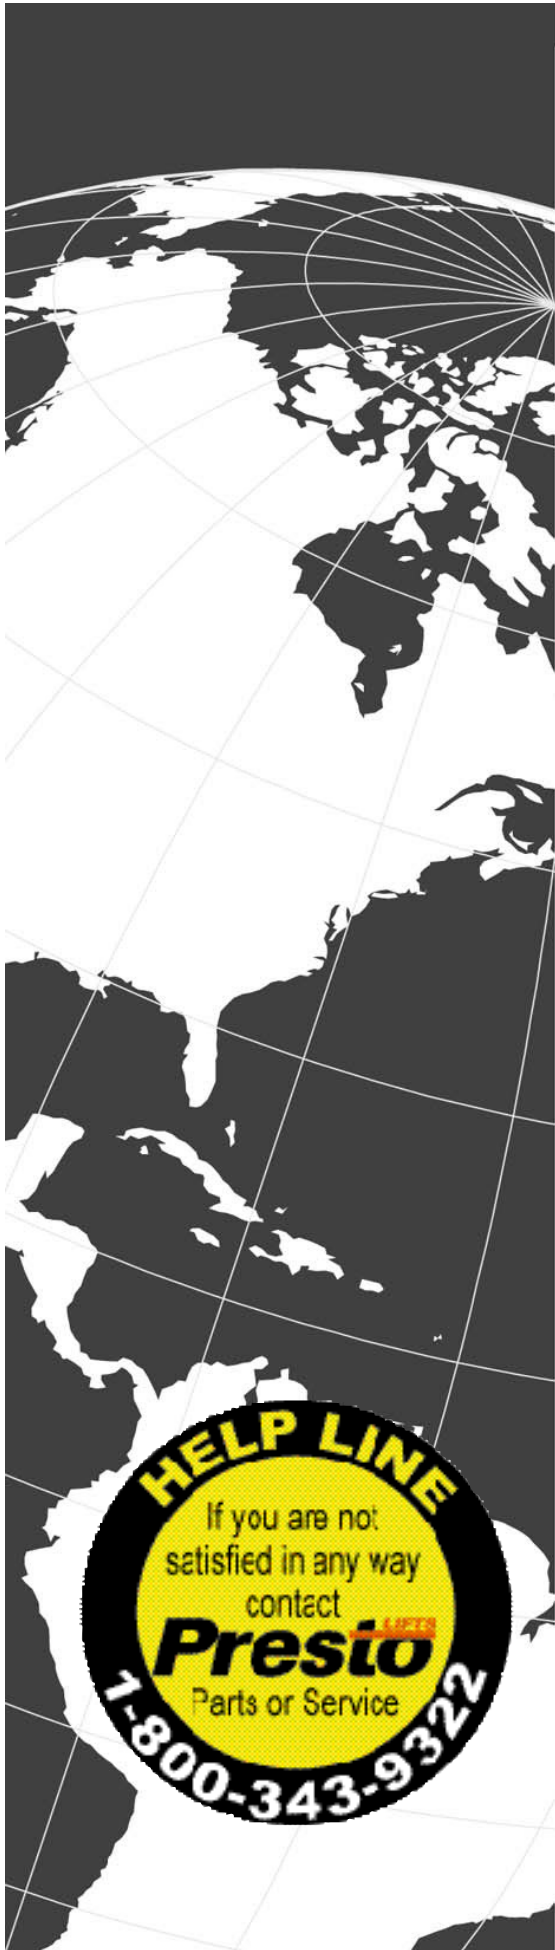 HELP LINE
If you are not
satisfied in any way
contact
LIFTS
Presto
Parts or Service
1-800-343-9322